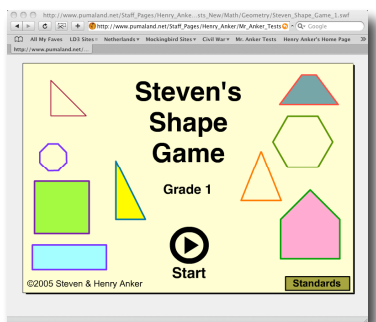 http://www.pumaland.net/Staff_Pages/Henry_Anke...sts_New/Math/Geometry/Steven_Shape_Game_1.swf
http://www.pumaland.net/Staff_Pages/Henry_Anker/Mr_Anker_Tests
Google
All My Faves LD3 Sites Netherlands Mockingbird Sites Civil War Mr. Anker Tests Henry Anker's Home Page
http://www.pumaland.net/...
Steven's
Shape
Game
Grade 1
Start
©2005 Steven & Henry Anker
Standards